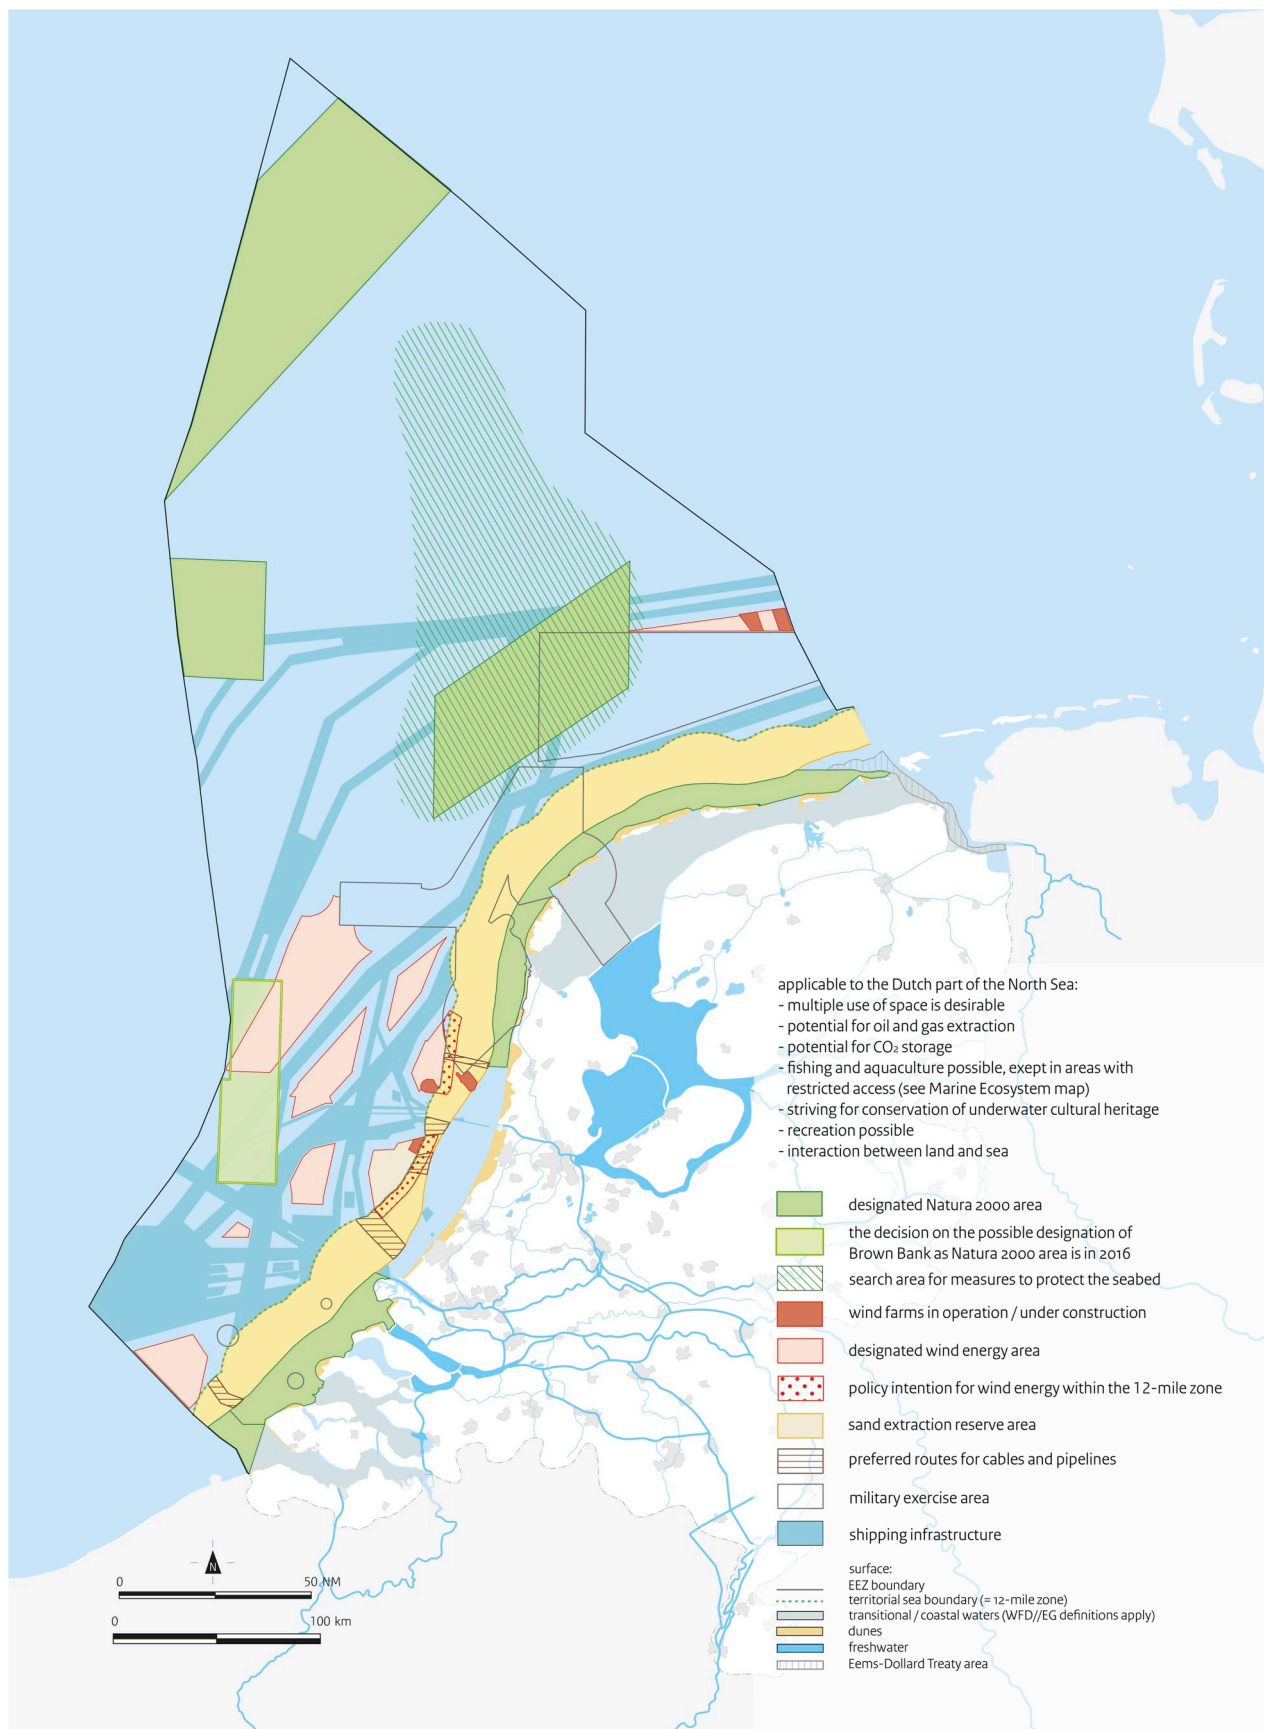 applicable to the Dutch part of the North Sea:
- multiple use of space is desirable
- potential for oil and gas extraction
- potential for CO₂ storage
- fishing and aquaculture possible, exept in areas with
restricted access (see Marine Ecosystem map)
- striving for conservation of underwater cultural heritage
- recreation possible
- interaction between land and sea
designated Natura 2000 area
the decision on the possible designation of
Brown Bank as Natura 2000 area is in 2016
search area for measures to protect the seabed
wind farms in operation / under construction
designated wind energy area
policy intention for wind energy within the 12-mile zone
sand extraction reserve area
preferred routes for cables and pipelines
military exercise area
shipping infrastructure
surface:
EEZ boundary
territorial sea boundary (= 12-mile zone)
transitional / coastal waters (WFD//EG definitions apply)
dunes
freshwater
Eems-Dollard Treaty area
N
0 50 NM
0 100 km